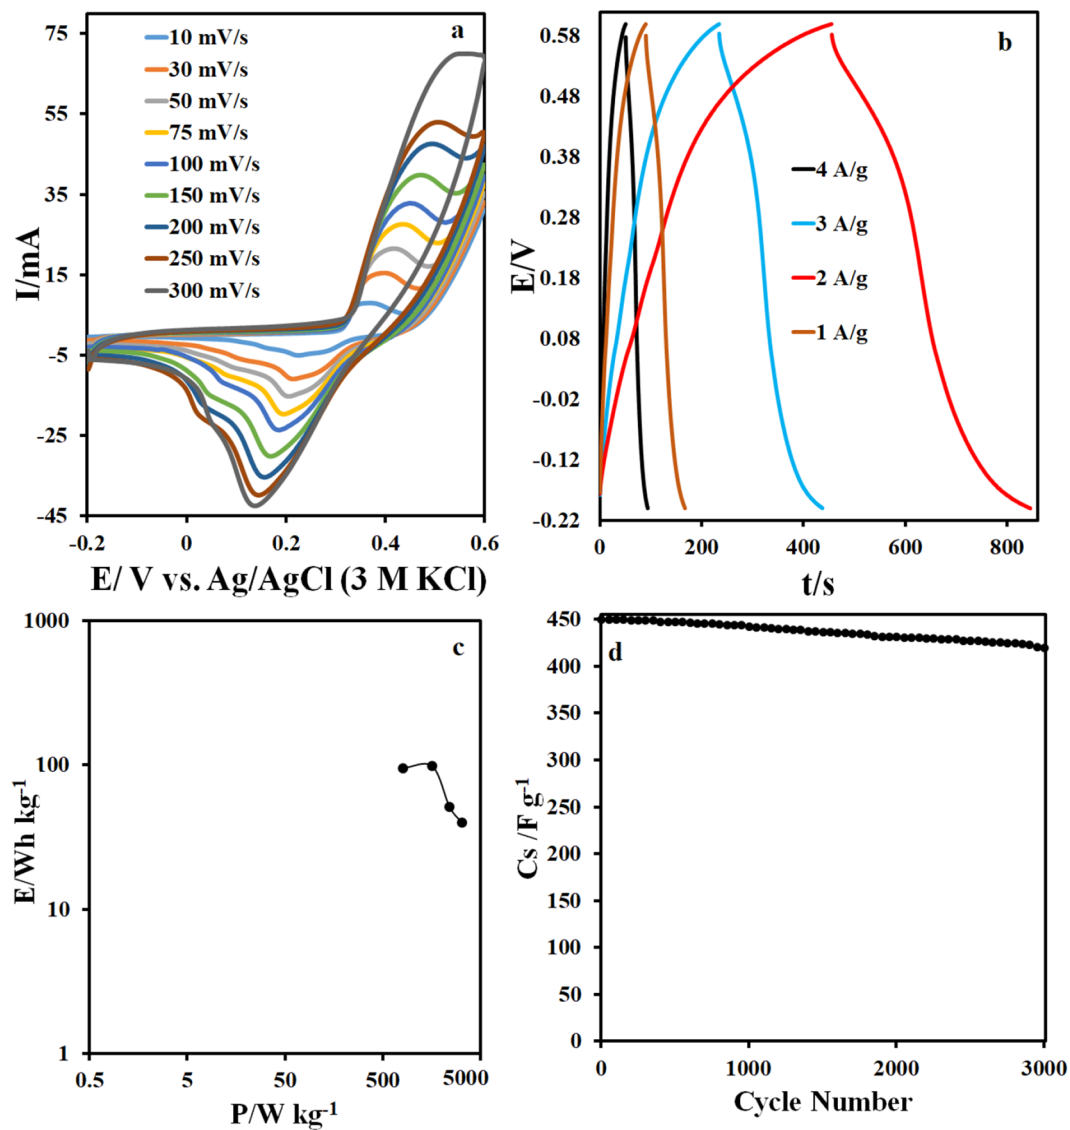 a
75
55
35
15
-5
-25
-45
I/mA
10 mV/s
30 mV/s
50 mV/s
75 mV/s
100 mV/s
150 mV/s
200 mV/s
250 mV/s
300 mV/s
-0.2 0 0.2 0.4 0.6
E/ V vs. Ag/AgCl (3 M KCl)
b
0.58
0.48
0.38
0.28
0.18
0.08
-0.02
-0.12
-0.22
E/V
4 A/g
3 A/g
2 A/g
1 A/g
0 200 400 600 800
t/s
c
1000
100
10
1
E/Wh kg⁻¹
0.5 5 50 500 5000
P/W kg⁻¹
d
450
400
350
300
250
200
150
100
50
0
Cs /F g⁻¹
0 1000 2000 3000
Cycle Number